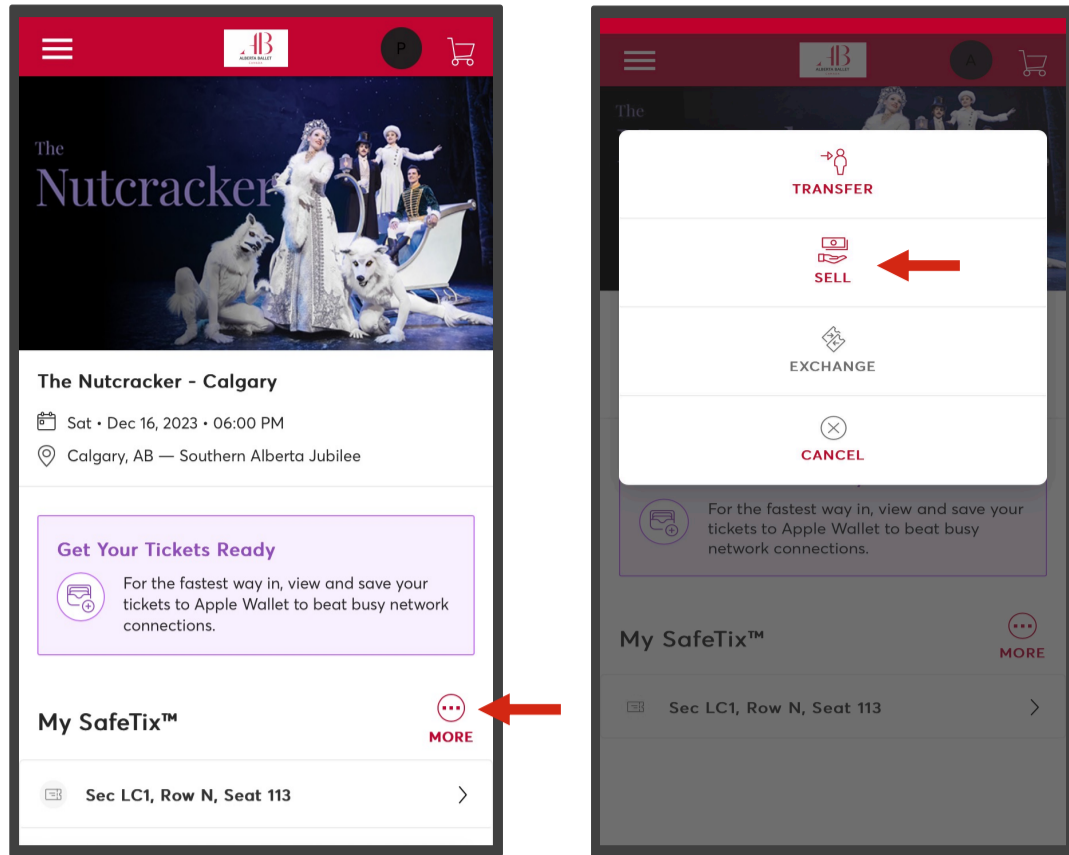 AB
ALBERTA BALLET
P
The
Nutcracker
The Nutcracker - Calgary
Sat • Dec 16, 2023 • 06:00 PM
Calgary, AB — Southern Alberta Jubilee
Get Your Tickets Ready
For the fastest way in, view and save your
tickets to Apple Wallet to beat busy network
connections.
My SafeTix™
MORE
Sec LC1, Row N, Seat 113
AB
ALBERTA BALLET
A
The
TRANSFER
SELL
EXCHANGE
CANCEL
For the fastest way in, view and save your
tickets to Apple Wallet to beat busy
network connections.
My SafeTix™
MORE
Sec LC1, Row N, Seat 113